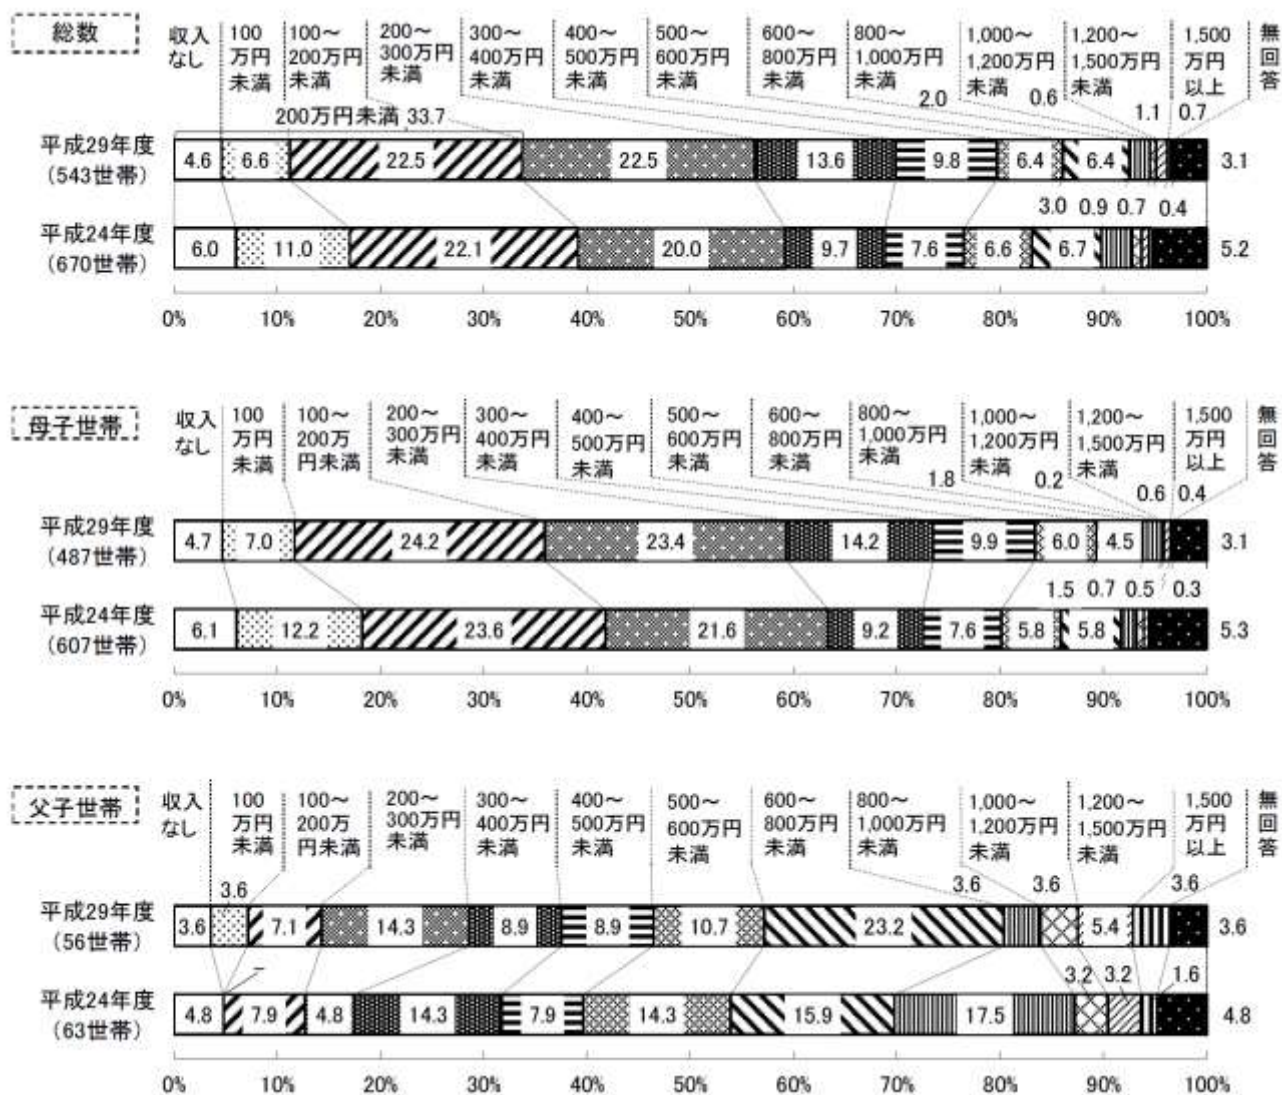 総数
収入
なし
100
万円
未満
100～
200万円
未満
200～
300万円
未満
300～
400万円
未満
400～
500万円
未満
500～
600万円
未満
600～
800万円
未満
800～
1,000万円
未満
1,000～
1,200万円
未満
1,200～
1,500万円
未満
1,500
万円
以上
無
回
答
200万円未満 33.7
2.0 0.6 1.1 0.7
平成29年度
(543世帯)
4.6 6.6 22.5 22.5 13.6 9.8 6.4 6.4 3.1
3.0 0.9 0.7 0.4
平成24年度
(670世帯)
6.0 11.0 22.1 20.0 9.7 7.6 6.6 6.7 5.2
0% 10% 20% 30% 40% 50% 60% 70% 80% 90% 100%
母子世帯
収入
なし
100
万円
未満
100～
200万
円未満
200～
300万円
未満
300～
400万円
未満
400～
500万円
未満
500～
600万円
未満
600～
800万円
未満
800～
1,000万円
未満
1,000～
1,200万円
未満
1,200～
1,500万円
未満
1,500
万円
以上
無
回
答
1.8 0.2 0.6 0.4
平成29年度
(487世帯)
4.7 7.0 24.2 23.4 14.2 9.9 6.0 4.5 3.1
1.5 0.7 0.5 0.3
平成24年度
(607世帯)
6.1 12.2 23.6 21.6 9.2 7.6 5.8 5.8 5.3
0% 10% 20% 30% 40% 50% 60% 70% 80% 90% 100%
父子世帯
収入
なし
100
万円
未満
100～
200万
円未満
200～
300万円
未満
300～
400万円
未満
400～
500万円
未満
500～
600万円
未満
600～
800万円
未満
800～
1,000万円
未満
1,000～
1,200万円
未満
1,200～
1,500万円
未満
1,500
万円
以上
無
回
答
3.6 3.6 3.6 3.6
平成29年度
(56世帯)
3.6 7.1 14.3 8.9 8.9 10.7 23.2 5.4 3.6
－ 3.2 3.2 1.6
平成24年度
(63世帯)
4.8 7.9 4.8 14.3 7.9 14.3 15.9 17.5 4.8
0% 10% 20% 30% 40% 50% 60% 70% 80% 90% 100%